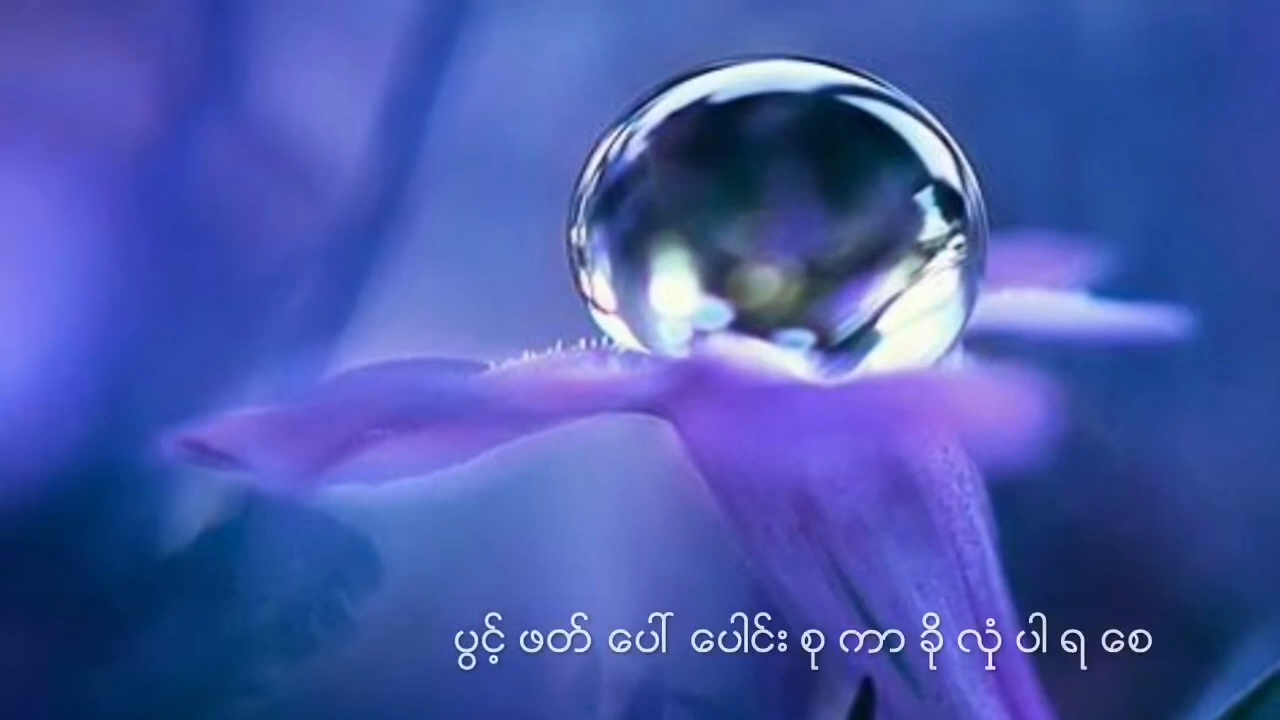 ပွင့် ဖတ် ပေါ် ပေါင်း စု ကာ ခို လှုံ ပါ ရ စေ